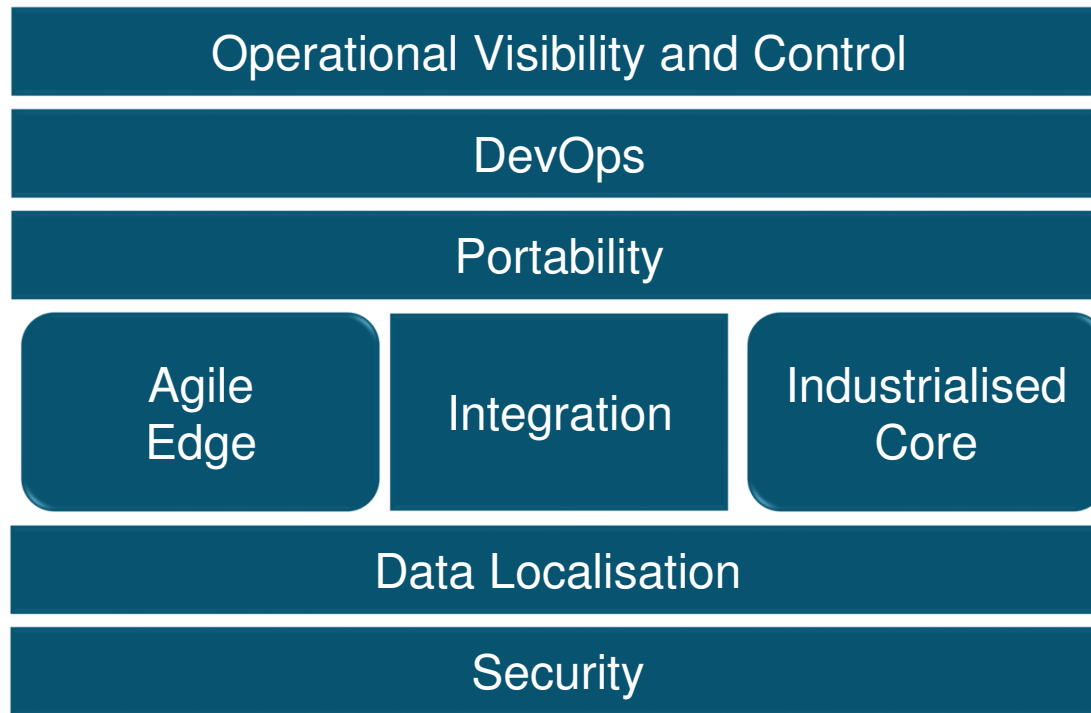 Operational Visibility and Control
DevOps
Portability
Agile
Edge
Integration
Industrialised
Core
Data Localisation
Security